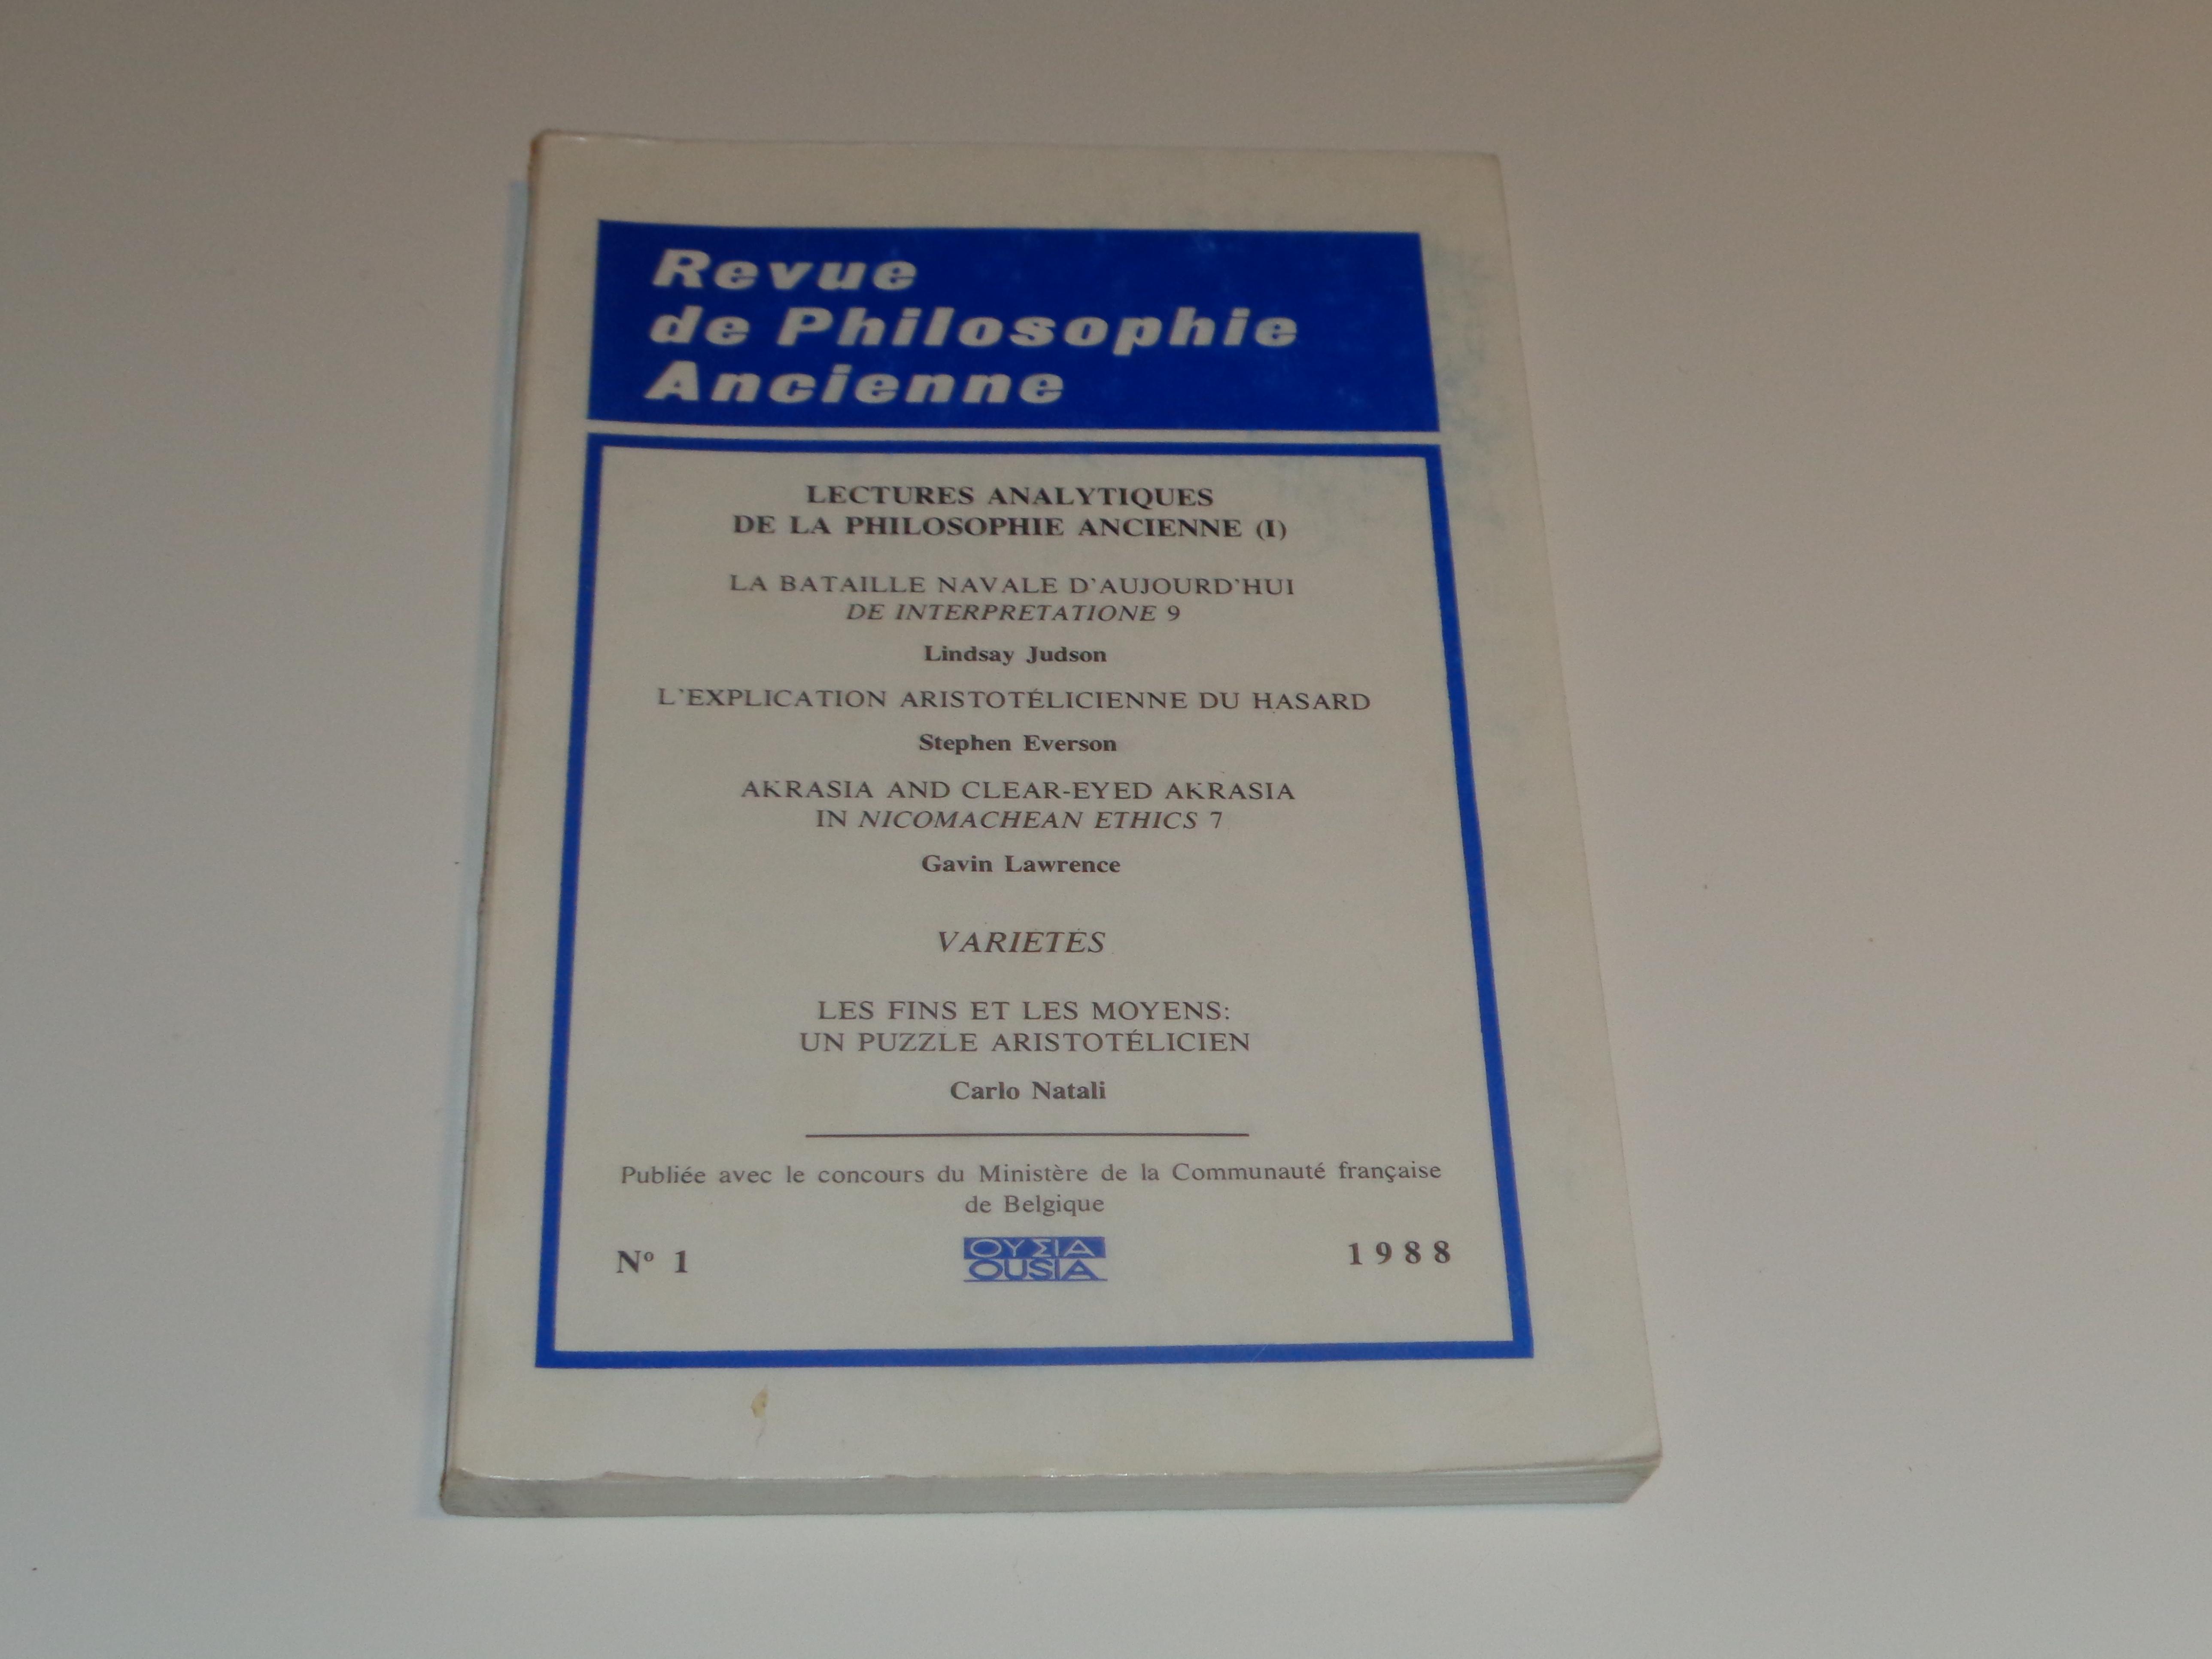 Revue
de Philosophie
Ancienne
LECTURES ANALYTIQUES
DE LA PHILOSOPHIE ANCIENNE (I)
LA BATAILLE NAVALE D'AUJOURD'HUI
DE INTERPRETATIONE 9
Lindsay Judson
L'EXPLICATION ARISTOTÉLICIENNE DU HASARD
Stephen Everson
AKRASIA AND CLEAR-EYED AKRASIA
IN NICOMACHEAN ETHICS 7
Gavin Lawrence
VARIÉTÉS
LES FINS ET LES MOYENS:
UN PUZZLE ARISTOTÉLICIEN
Carlo Natali
Publiée avec le concours du Ministère de la Communauté française
de Belgique
Nº 1
ΟΥΣΙΑ
OUSIA
1988